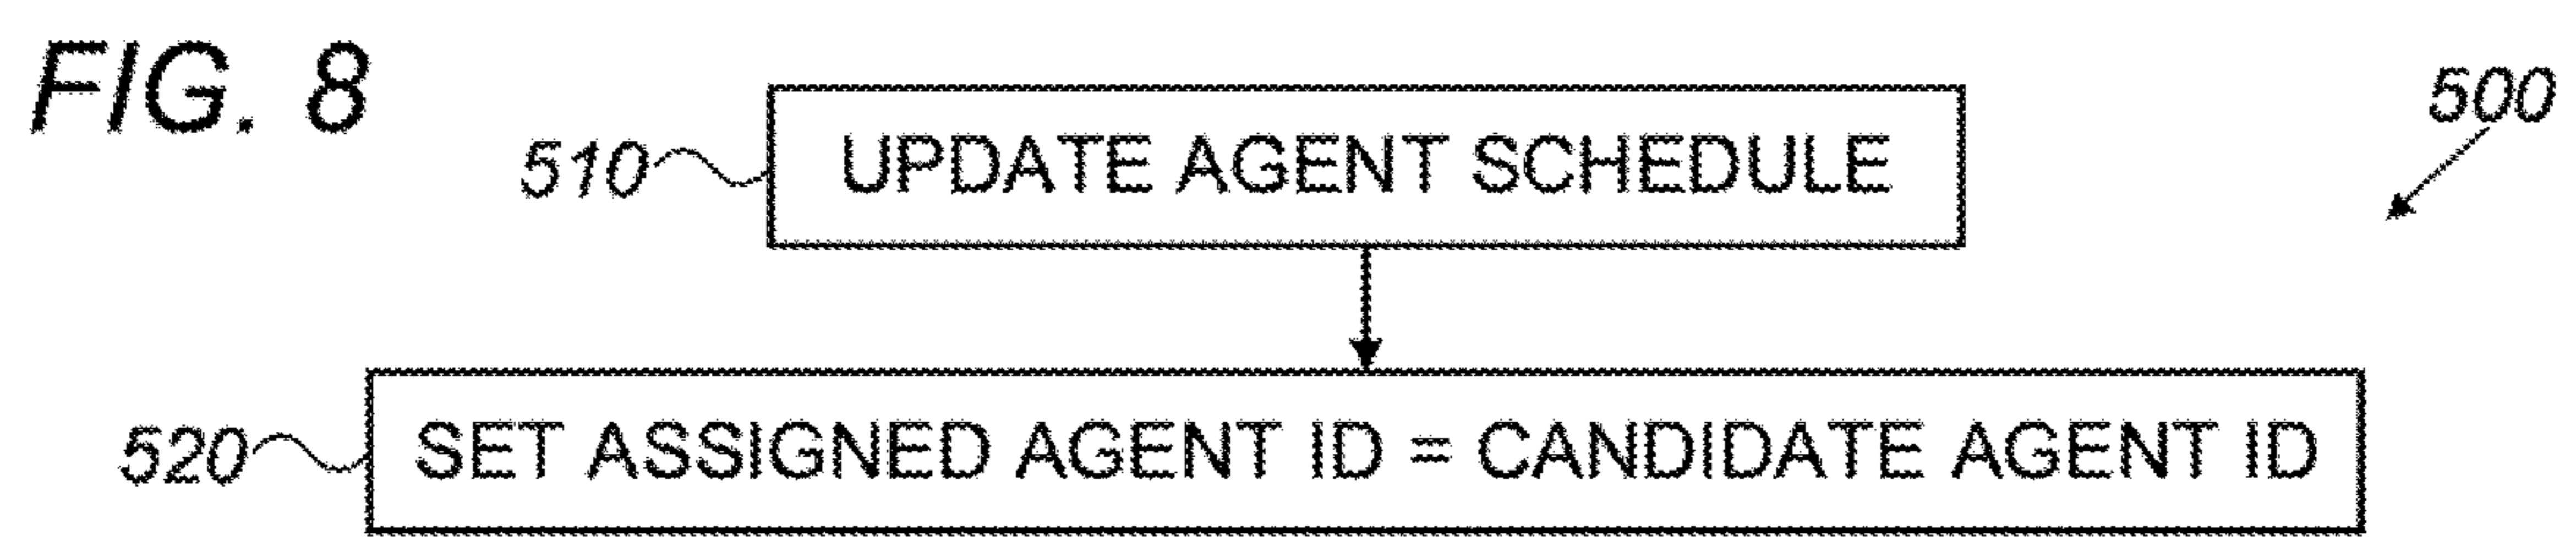 FIG. 8
500
510
UPDATE AGENT SCHEDULE
520
SET ASSIGNED AGENT ID = CANDIDATE AGENT ID